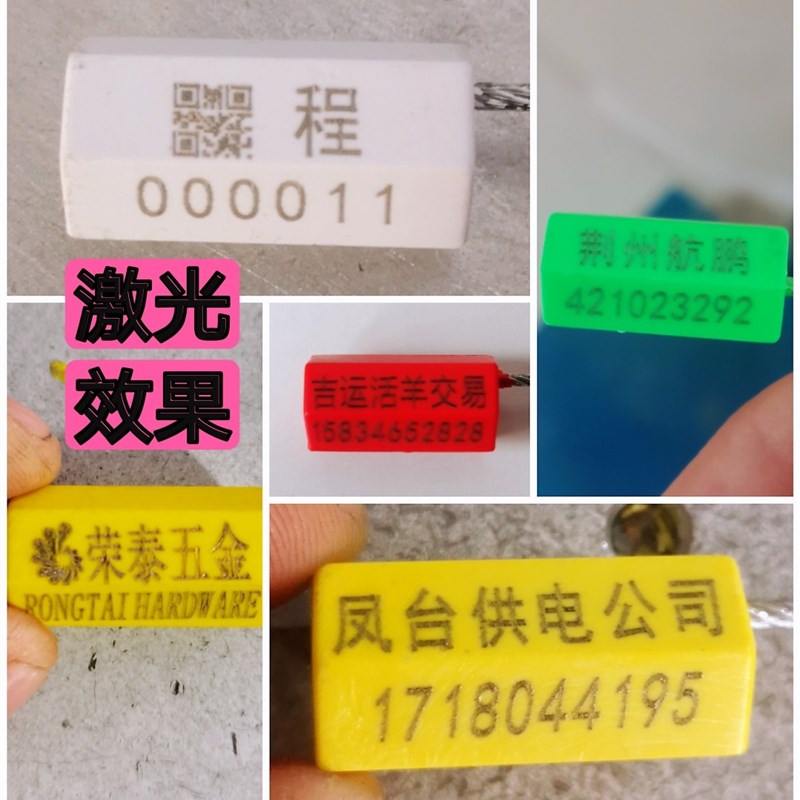 程
000011
激光
效果
荆州航鹏
421023292
吉运活羊交易
15834652828
荣泰五金
RONGTAI HARDWARE
凤台供电公司
1718044195